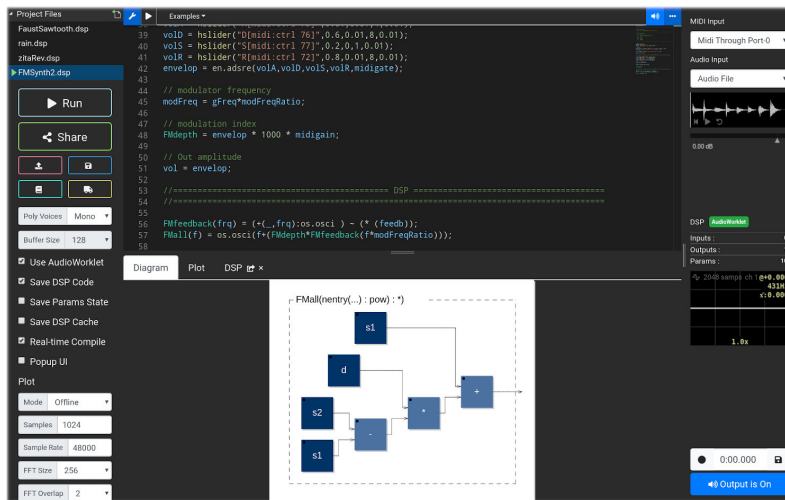 Project Files
FaustSawtooth.dsp
rain.dsp
zitaRev.dsp
FMSynth2.dsp
Run
Share
Poly Voices Mono
Buffer Size 128
Use AudioWorklet
Save DSP Code
Save Params State
Save DSP Cache
Real-time Compile
Popup UI
Plot
Mode Offline
Samples 1024
Sample Rate 48000
FFT Size 256
FFT Overlap 2
Examples
39 volD = hslider("D[midi:ctrl 76]",0.6,0.01,8,0.01);
40 volS = hslider("S[midi:ctrl 77]",0.2,0,1,0.01);
41 volR = hslider("R[midi:ctrl 72]",0.8,0.01,8,0.01);
42 envelop = en.adsre(volA,volD,volS,volR,midigate);
43
44 // modulator frequency
45 modFreq = gFreq*modFreqRatio;
46
47 // modulation index
48 FMdepth = envelop * 1000 * midigain;
49
50 // Out amplitude
51 vol = envelop;
52
53 //============================================ DSP =======================================
54 //=======================================================================================
55
56 FMfeedback(frq) = (+(_,frq):os.osci ) ~ (* (feedb));
57 FMall(f) = os.osci(f+(FMdepth*FMfeedback(f*modFreqRatio)));
58
Diagram Plot DSP ×
FMall(nentry(...) : pow) : *)
s1
d
s2
s1
-
*
+
MIDI Input
Midi Through Port-0
Audio Input
Audio File
0.00 dB
DSP AudioWorklet
Inputs :
Outputs :
Params :
2048 samps ch 1
431H
1.0x
0:00.000
Output is On